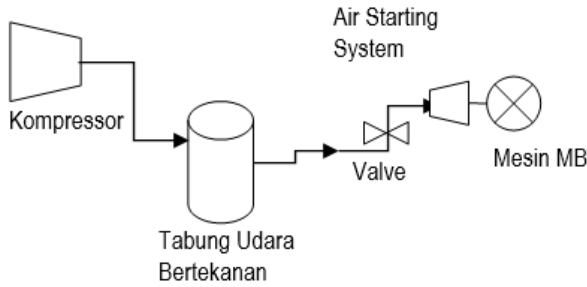 Air Starting
System
Kompressor
Valve
Mesin MB
Tabung Udara
Bertekanan